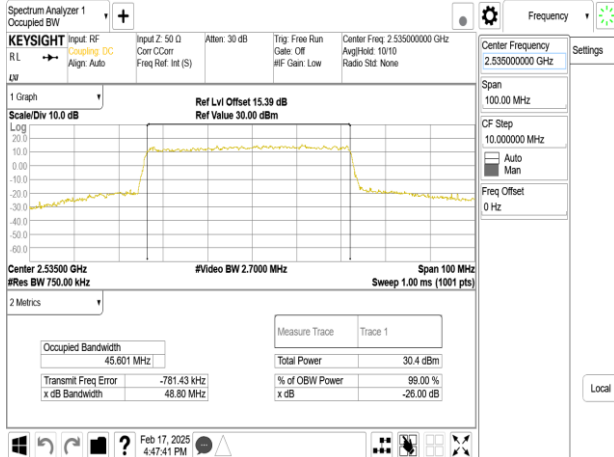 Spectrum Analyzer 1
Occupied BW
Frequency
KEYSIGHT
RL
LXI
Input: RF
Coupling: DC
Align: Auto
Input Z: 50 Ω
Corr CCorr
Freq Ref: Int (S)
Atten: 30 dB
Trig: Free Run
Gate: Off
#IF Gain: Low
Center Freq: 2.535000000 GHz
Avg|Hold: 10/10
Radio Std: None
Center Frequency
2.535000000 GHz
Settings
Span
100.00 MHz
CF Step
10.000000 MHz
Auto
Man
Freq Offset
0 Hz
Local
1 Graph
Scale/Div 10.0 dB
Ref Lvl Offset 15.39 dB
Ref Value 30.00 dBm
Log
20.0
10.0
0.00
-10.0
-20.0
-30.0
-40.0
-50.0
-60.0
Center 2.53500 GHz
#Res BW 750.00 kHz
#Video BW 2.7000 MHz
Span 100 MHz
Sweep 1.00 ms (1001 pts)
2 Metrics
Measure Trace Trace 1
Occupied Bandwidth
45.601 MHz
Total Power 30.4 dBm
Transmit Freq Error -781.43 kHz
% of OBW Power 99.00 %
x dB Bandwidth 48.80 MHz
x dB -26.00 dB
Feb 17, 2025
4:47:41 PM